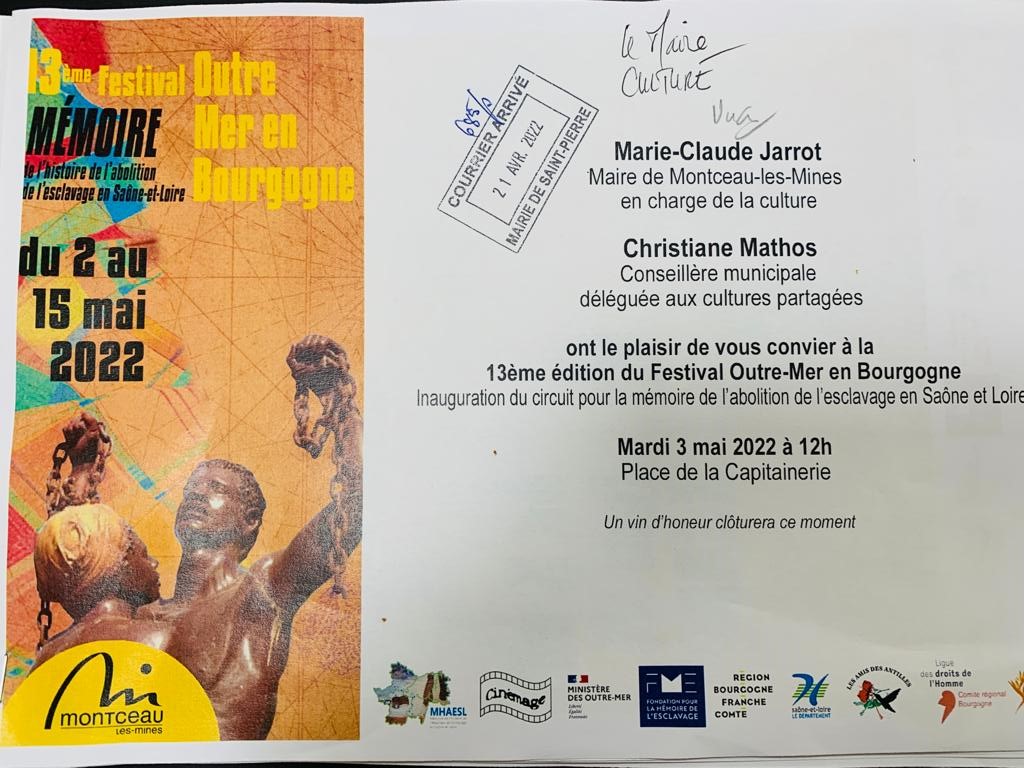 13ème Festival Outre
Mer en
Bourgogne
MÉMOIRE
de l'histoire de l'abolition
de l'esclavage en Saône-et-Loire
du 2 au
15 mai
2022
montceau
Les-mines
Le Maire
CULTURE
685/
COURRIER ARRIVÉ
21 AVR. 2022
MAIRIE DE SAINT-PIERRE
Marie-Claude Jarrot
Maire de Montceau-les-Mines
en charge de la culture
Christiane Mathos
Conseillère municipale
déléguée aux cultures partagées
ont le plaisir de vous convier à la
13ème édition du Festival Outre-Mer en Bourgogne
Inauguration du circuit pour la mémoire de l'abolition de l'esclavage en Saône et Loire
Mardi 3 mai 2022 à 12h
Place de la Capitainerie
Un vin d'honneur clôturera ce moment
MHAESL
Cinémage
MINISTÈRE
DES OUTRE-MER
Liberté
Égalité
Fraternité
FME
FONDATION POUR
LA MÉMOIRE DE
L'ESCLAVAGE
RÉGION
BOURGOGNE
FRANCHE
COMTÉ
saône-et-loire
LE DÉPARTEMENT
LES AMIS DES ANTILLES
Ligue
des droits de
l'Homme
Comité régional
Bourgogne